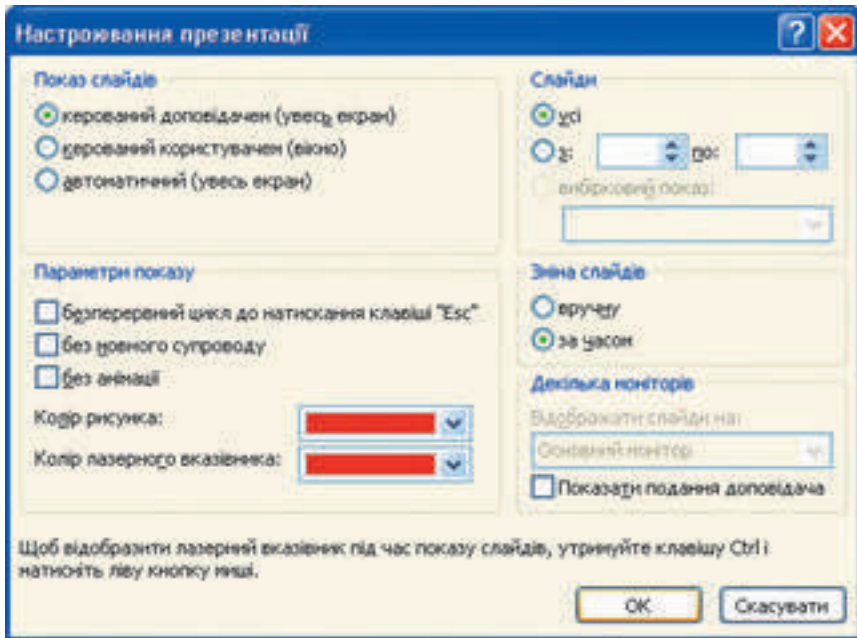 Настроювання презентації
Показ слайдів
керований доповідачем (увесь екран)
керований користувачем (вікно)
автоматичний (увесь екран)
Слайди
усі
з:
по:
вибірковий показ:
Параметри показу
безперервний цикл до натискання клавіші "Esc"
без мовного супроводу
без анімації
Колір рисунка:
Колір лазерного вказівника:
Зміна слайдів
вручну
за часом
Декілька моніторів
Відображати слайди на:
Основний монітор
Показати подання доповідача
Щоб відобразити лазерний вказівник під час показу слайдів, утримуйте клавішу Ctrl і
натисніть ліву кнопку миші.
ОК
Скасувати